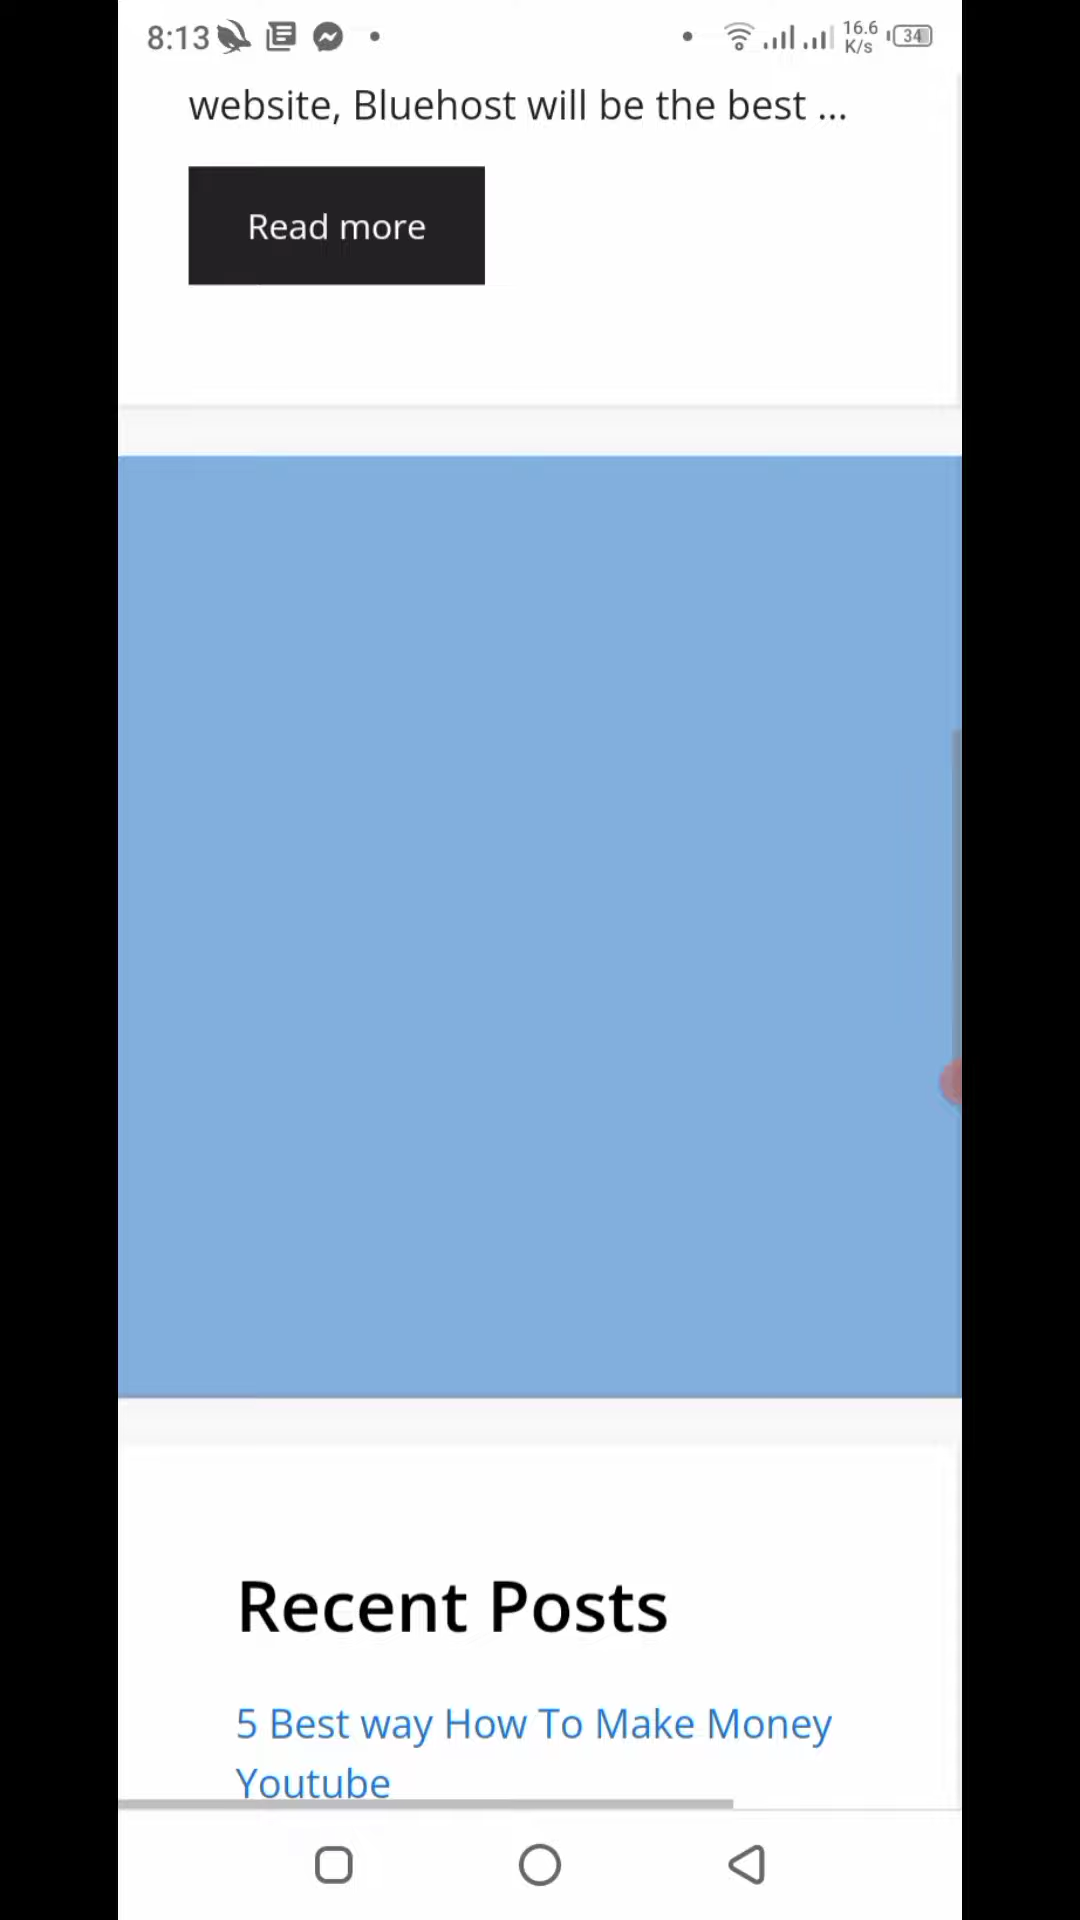 8:13
16.6
K/s
34
website, Bluehost will be the best ...
Read more
Recent Posts
5 Best way How To Make Money
Youtube